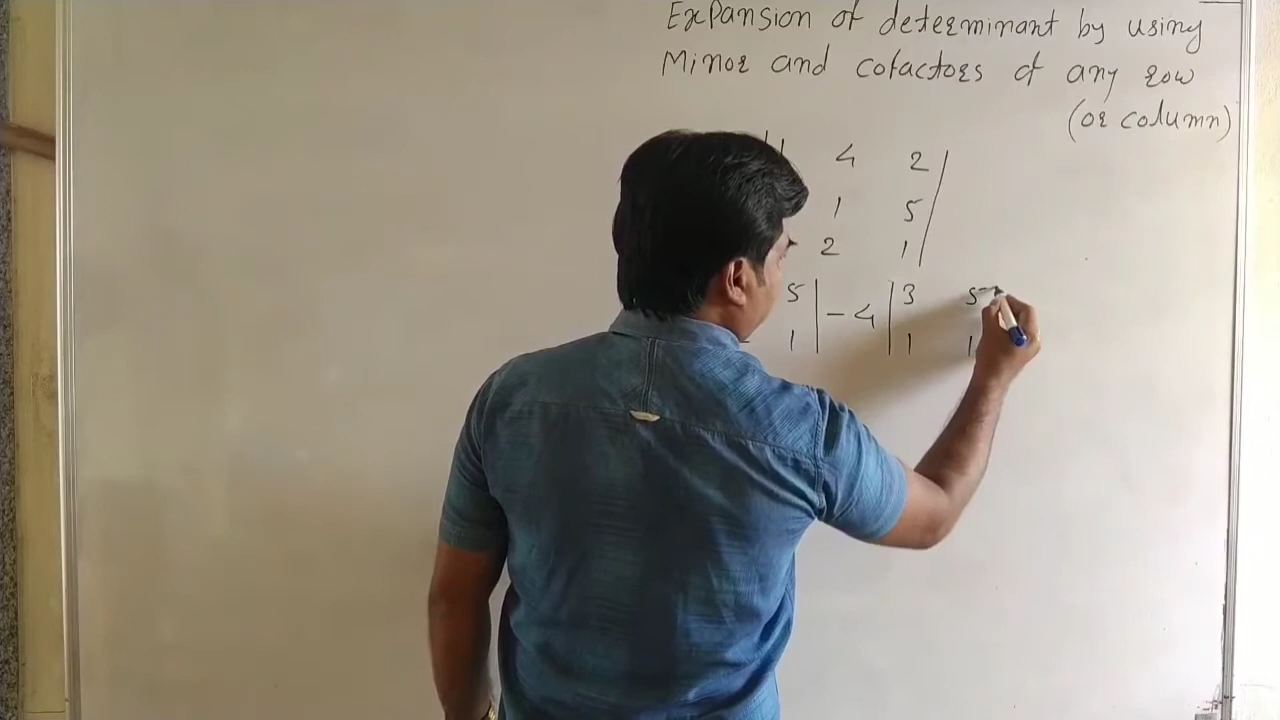 Expansion of determinant by using
Minor and cofactors of any row
(or column)
4 2 |
1 5
2 1
5 | - 4 | 3 5
1 | 1 1